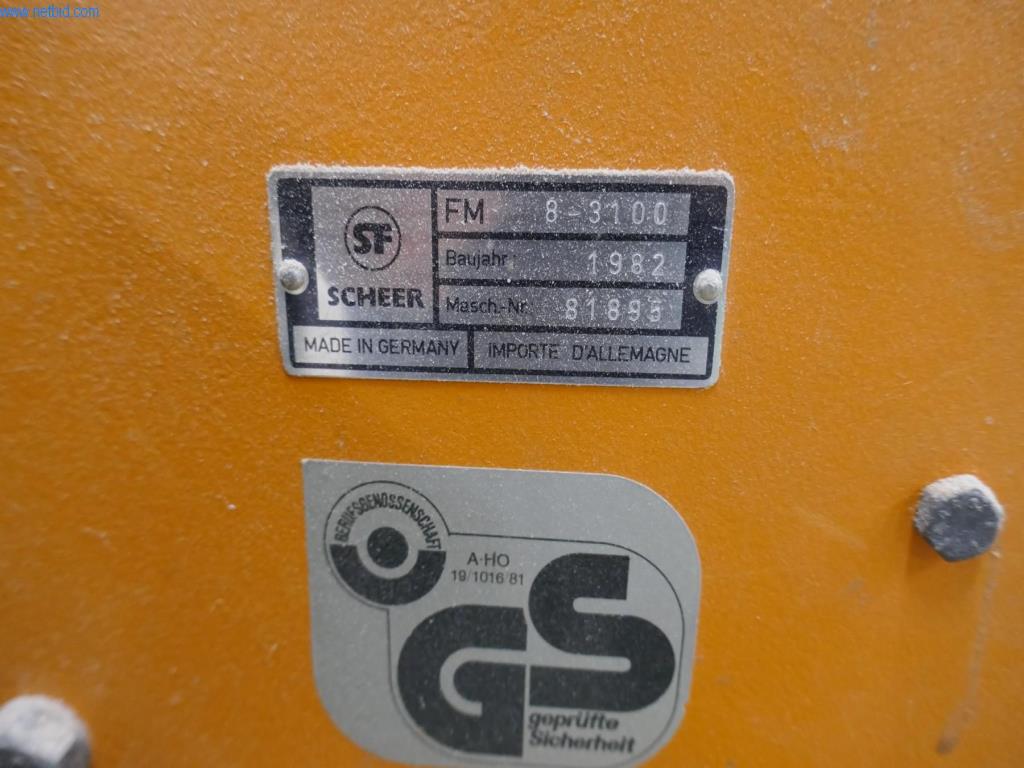 www.netbid.com
SF
SCHEER
FM 8-3100
Baujahr: 1982
Masch.-Nr. 81895
MADE IN GERMANY
IMPORTE D'ALLEMAGNE
BERUFSGENOSSENSCHAFT
A-HO
19/1016/81
GS
geprüfte
Sicherheit